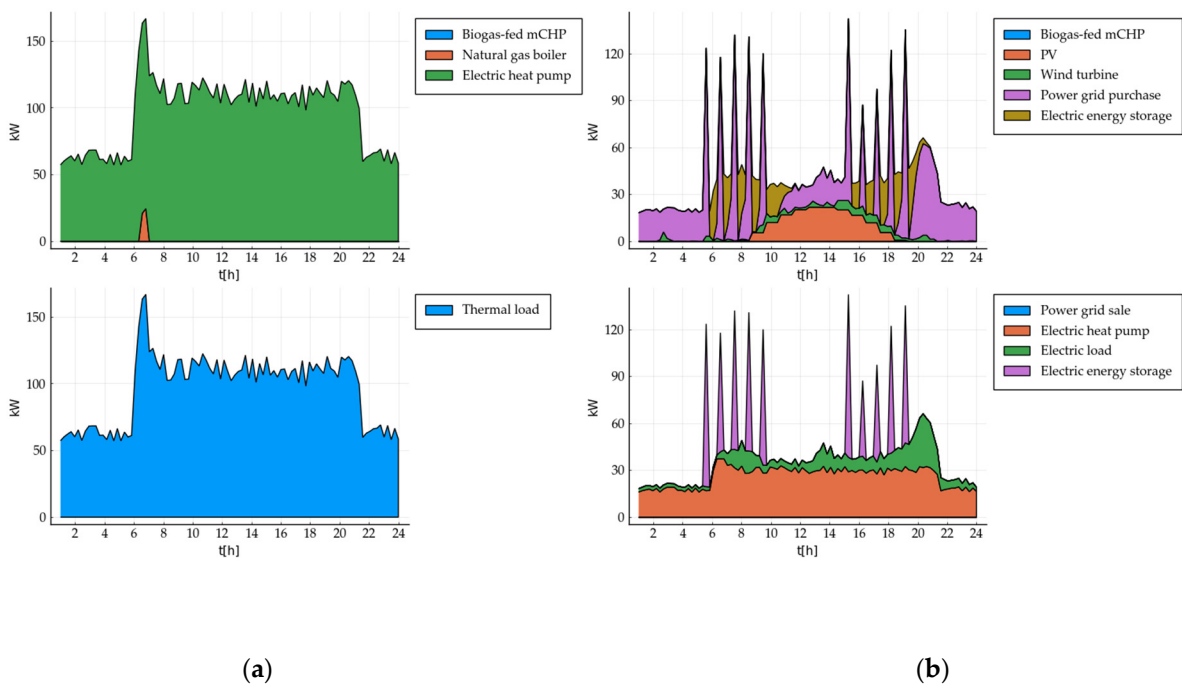 150
100
50
0
kW
2 4 6 8 10 12 14 16 18 20 22 24
t[h]
Biogas-fed mCHP
Natural gas boiler
Electric heat pump
120
90
60
30
0
kW
2 4 6 8 10 12 14 16 18 20 22 24
t[h]
Biogas-fed mCHP
PV
Wind turbine
Power grid purchase
Electric energy storage
150
100
50
0
kW
2 4 6 8 10 12 14 16 18 20 22 24
t[h]
Thermal load
120
90
60
30
0
kW
2 4 6 8 10 12 14 16 18 20 22 24
t[h]
Power grid sale
Electric heat pump
Electric load
Electric energy storage
(a)
(b)